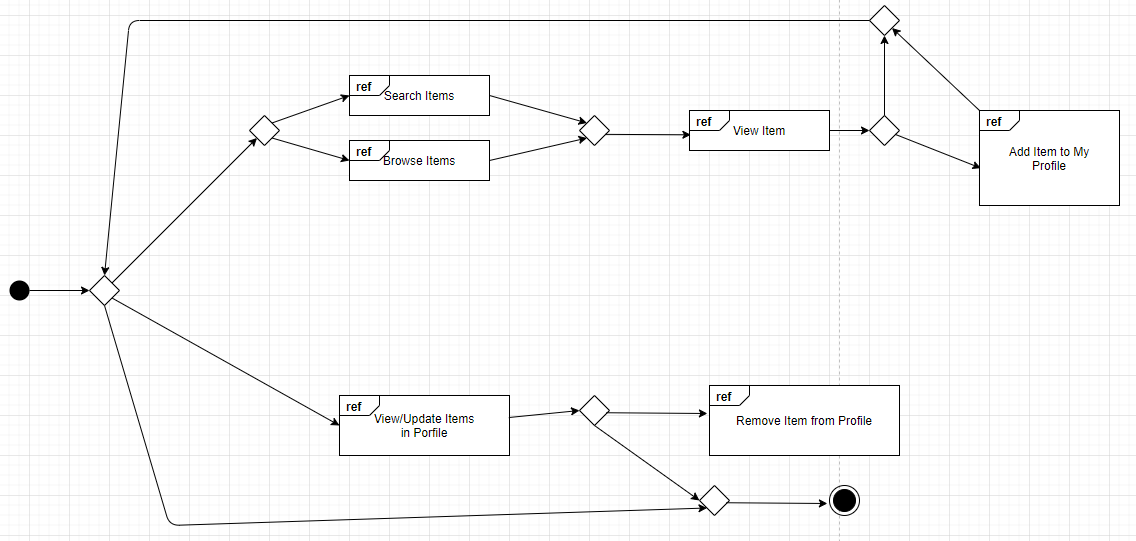 ref
Search Items
ref
Browse Items
ref
View Item
ref
Add Item to My
Profile
ref
View/Update Items
in Porfile
ref
Remove Item from Profile